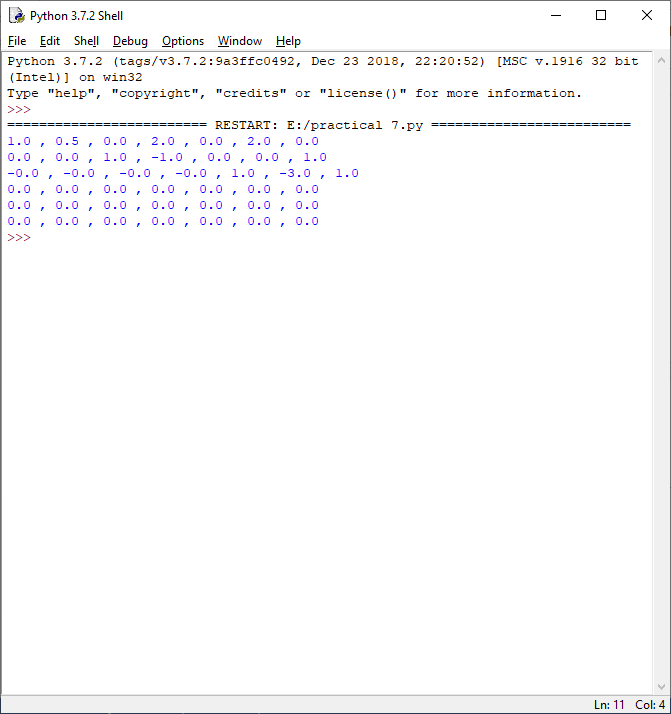 Python 3.7.2 Shell
File Edit Shell Debug Options Window Help
Python 3.7.2 (tags/v3.7.2:9a3ffc0492, Dec 23 2018, 22:20:52) [MSC v.1916 32 bit
(Intel)] on win32
Type "help", "copyright", "credits" or "license()" for more information.
>>>
========================= RESTART: E:/practical 7.py =========================
1.0 , 0.5 , 0.0 , 2.0 , 0.0 , 2.0 , 0.0
0.0 , 0.0 , 1.0 , -1.0 , 0.0 , 0.0 , 1.0
-0.0 , -0.0 , -0.0 , -0.0 , 1.0 , -3.0 , 1.0
0.0 , 0.0 , 0.0 , 0.0 , 0.0 , 0.0 , 0.0
0.0 , 0.0 , 0.0 , 0.0 , 0.0 , 0.0 , 0.0
0.0 , 0.0 , 0.0 , 0.0 , 0.0 , 0.0 , 0.0
>>>
Ln: 11 Col: 4